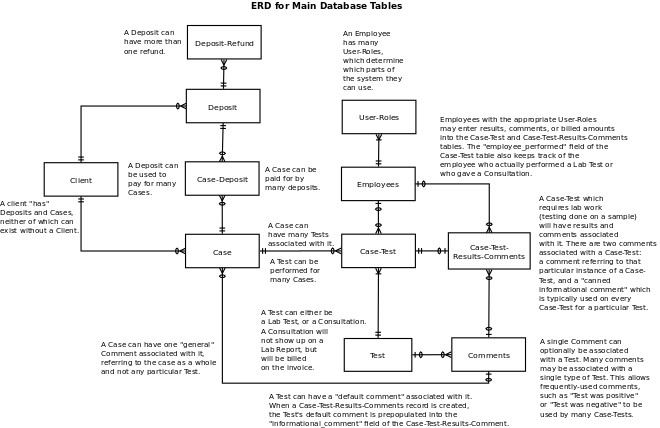 ERD for Main Database Tables
A Deposit can
have more than
one refund.
Deposit-Refund
An Employee
has many
User-Roles,
which determine
which parts of
the system they
can use.
Deposit
User-Roles
Employees with the appropriate User-Roles
may enter results, comments, or billed amounts
into the Case-Test and Case-Test-Results-Comments
tables. The "employee_performed" field of the
Case-Test table also keeps track of the
employee who actually performed a Lab Test or
who gave a Consultation.
Client
A Deposit can
be used to
pay for many
Cases.
Case-Deposit
A Case can be
paid for by
many deposits.
Employees
A client "has"
Deposits and Cases,
neither of which can
exist without a Client.
A Case-Test which
requires lab work
(testing done on a sample)
will have results and
comments associated
with it. There are two comments
associated with a Case-Test:
a comment referring to that
particular instance of a Case-
Test, and a "canned
informational comment" which
is typically used on every
Case-Test for a particular Test.
Case
A Case can
have many Tests
associated with it.
A Test can be
performed for
many Cases.
Case-Test
Case-Test-
Results-Comments
A Test can either be
a Lab Test, or a Consultation.
A Consultation will
not show up on a
Lab Report, but
will be billed
on the invoice.
A Case can have one "general"
Comment associated with it,
referring to the case as a whole
and not any particular Test.
Test
Comments
A single Comment can
optionally be associated
with a Test. Many comments
may be associated with a
single type of Test. This allows
frequently-used comments,
such as "Test was positive"
or "Test was negative" to be
used by many Case-Tests.
A Test can have a "default comment" associated with it.
When a Case-Test-Results-Comments record is created,
the Test's default comment is prepopulated into the
"informational_comment" field of the Case-Test-Results-Comment.